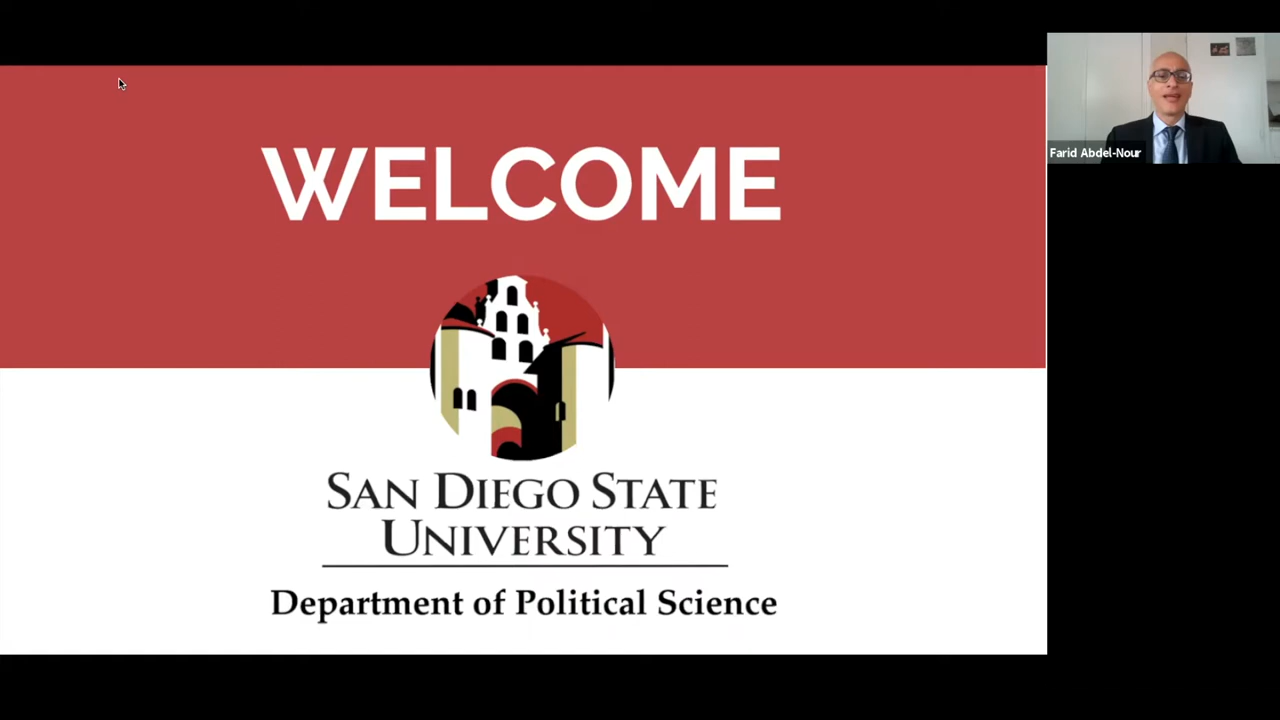 WELCOME
SAN DIEGO STATE
UNIVERSITY
Department of Political Science
Farid Abdel-Nour